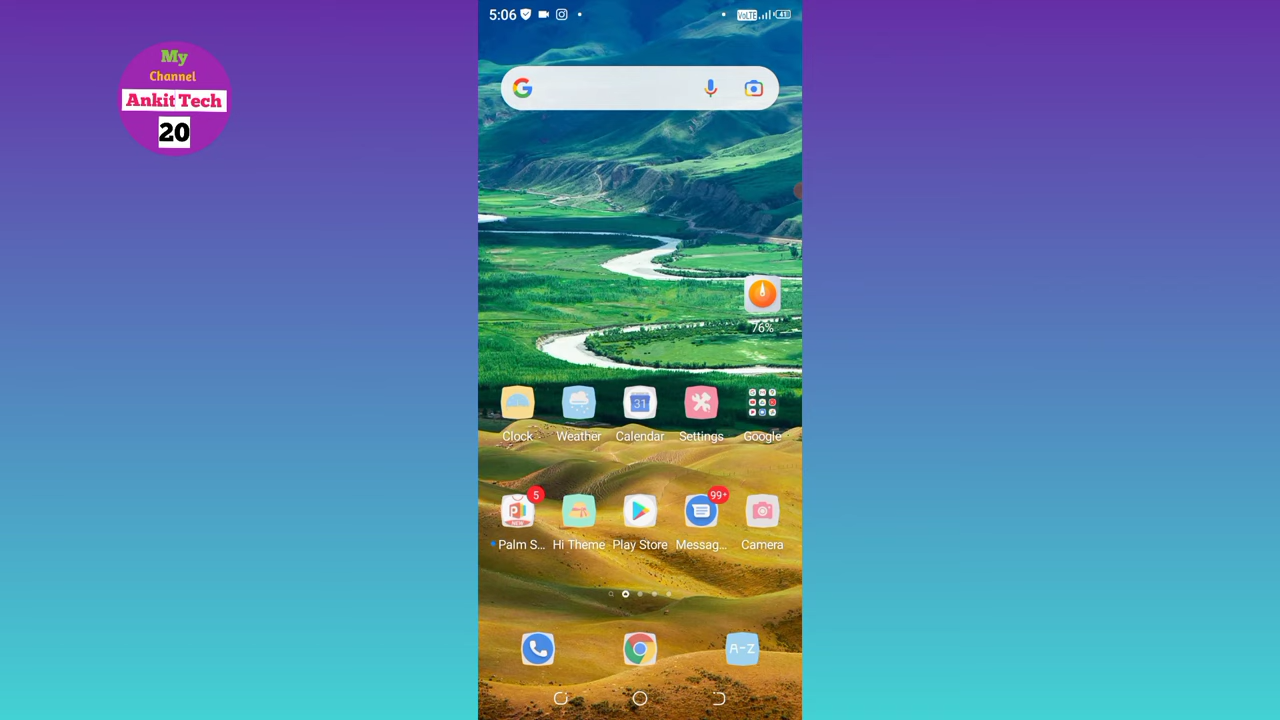 My
Channel
Ankit Tech
20
5:06
VoLTE
41
76%
31
Clock
Weather
Calendar
Settings
Google
5
99+
Palm S...
Hi Theme
Play Store
Messag...
Camera
A-Z